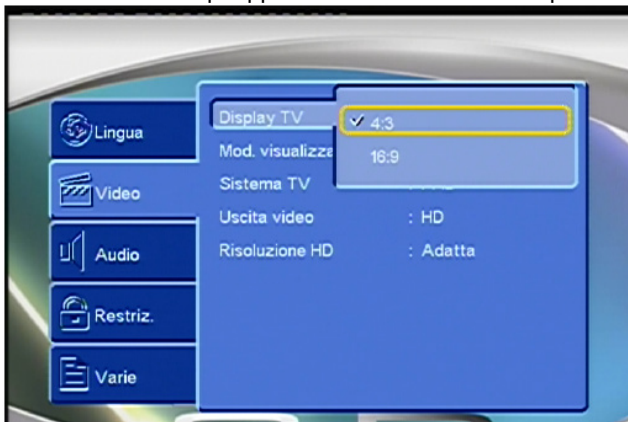 Lingua
Video
Audio
Restriz.
Varie
Display TV
Mod. visualizza
Sistema TV
Uscita video : HD
Risoluzione HD : Adatta
✔ 4:3
16:9